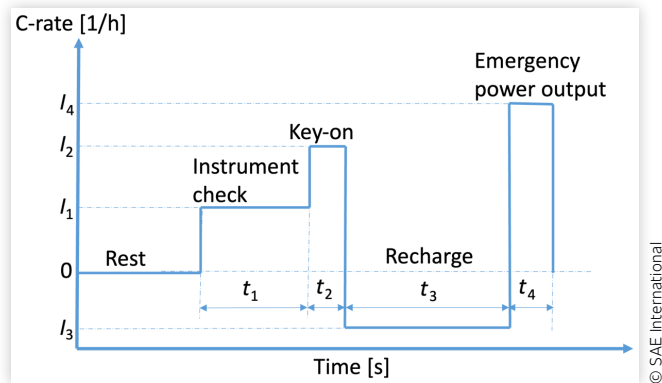 C-rate [1/h]
Emergency
power output
I4
Key-on
I2
Instrument
check
I1
Rest
Recharge
0
t1
t2
t3
t4
I3
Time [s]
© SAE International